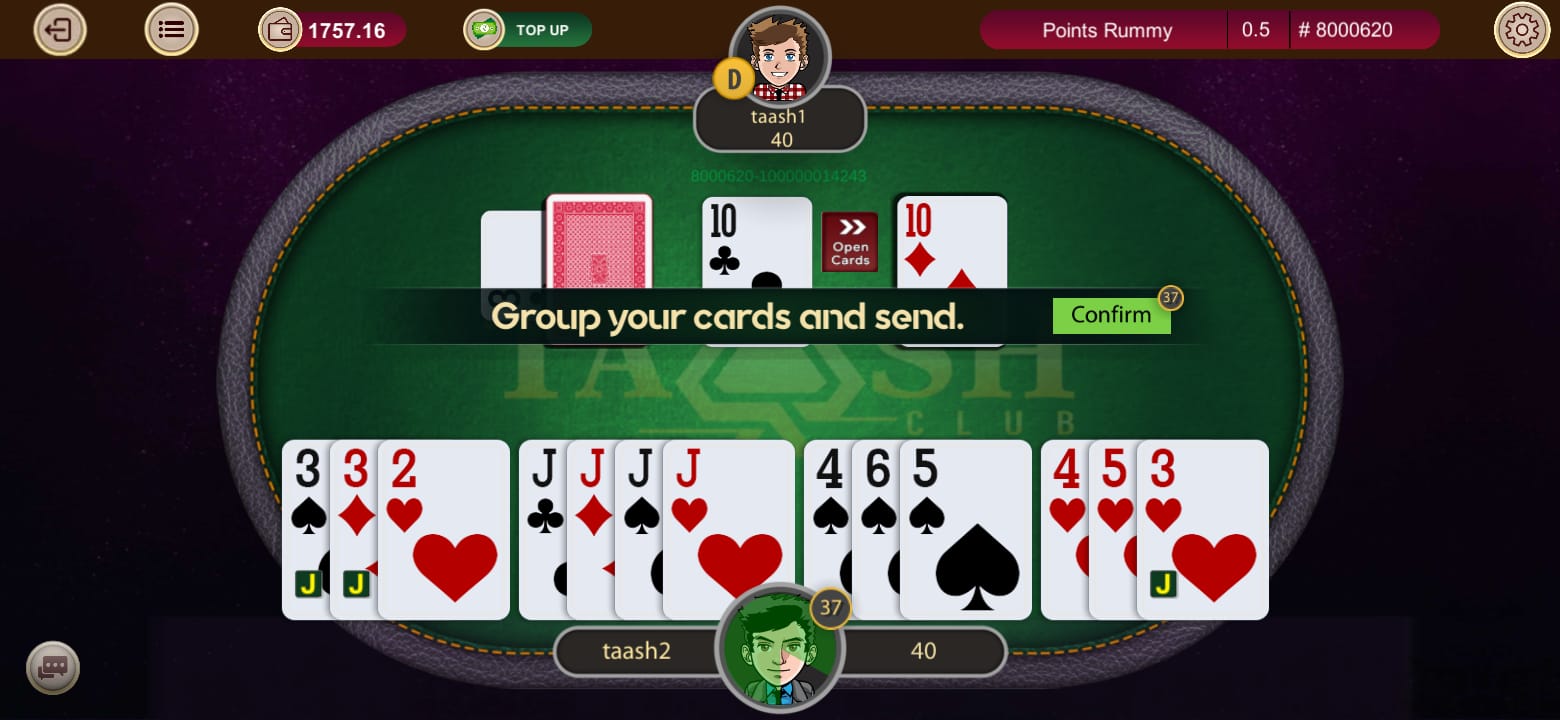 1757.16
TOP UP
Points Rummy 0.5 # 8000620
D
taash1
40
8000620-100000014243
10 10
Open
Cards
Group your cards and send. Confirm 37
TAASH
CLUB
3 3 2 J J J J 4 6 5 4 5 3
J J J
37
taash2 40